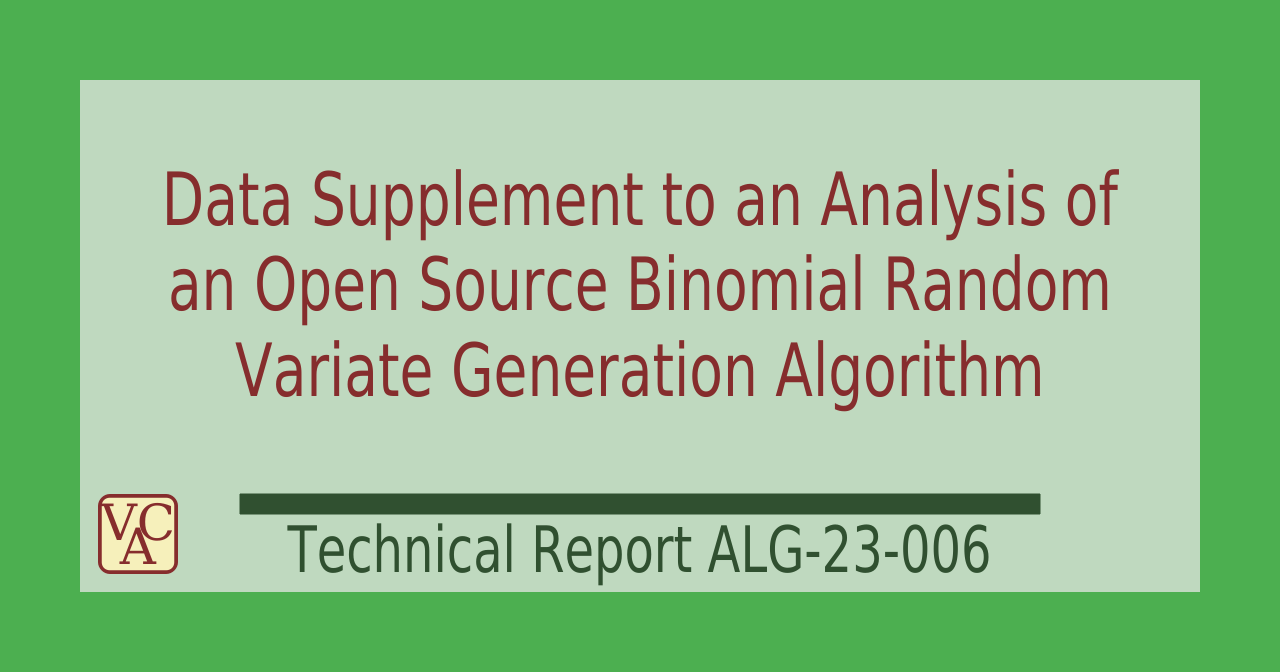 Data Supplement to an Analysis of
an Open Source Binomial Random
Variate Generation Algorithm
VCA
Technical Report ALG-23-006